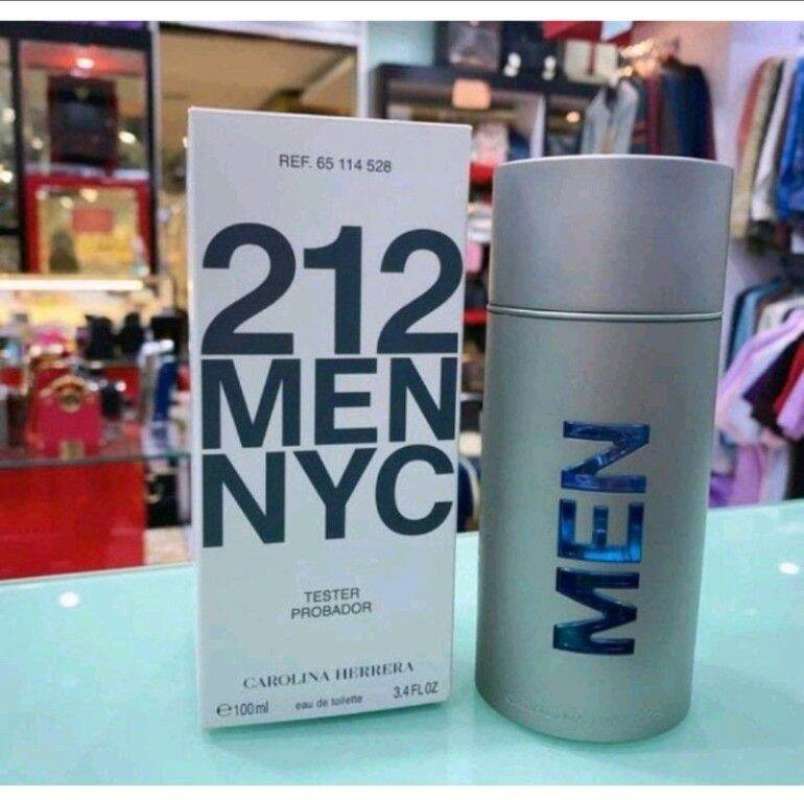 REF. 65 114 528
212
MEN
NYC
TESTER
PROBADOR
CAROLINA HERRERA
℮100ml eau de toilette 3.4 FL OZ
MEN